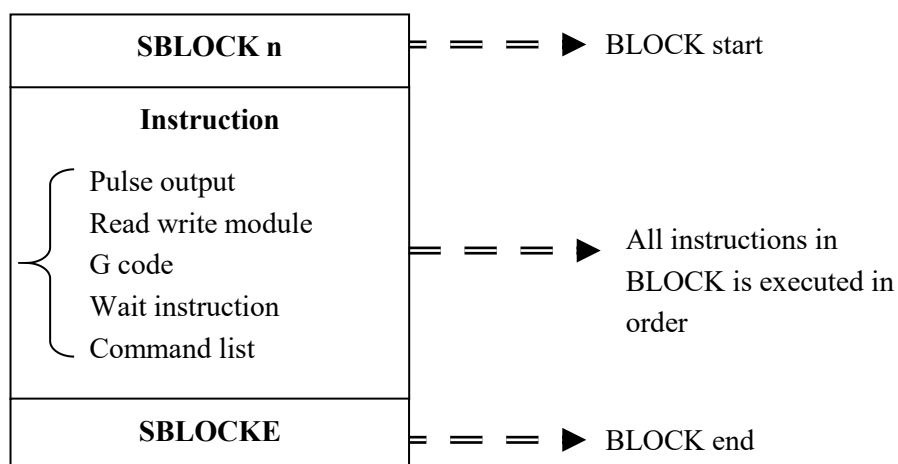 SBLOCK n
BLOCK start
Instruction
Pulse output
Read write module
G code
Wait instruction
Command list
All instructions in
BLOCK is executed in
order
SBLOCKE
BLOCK end